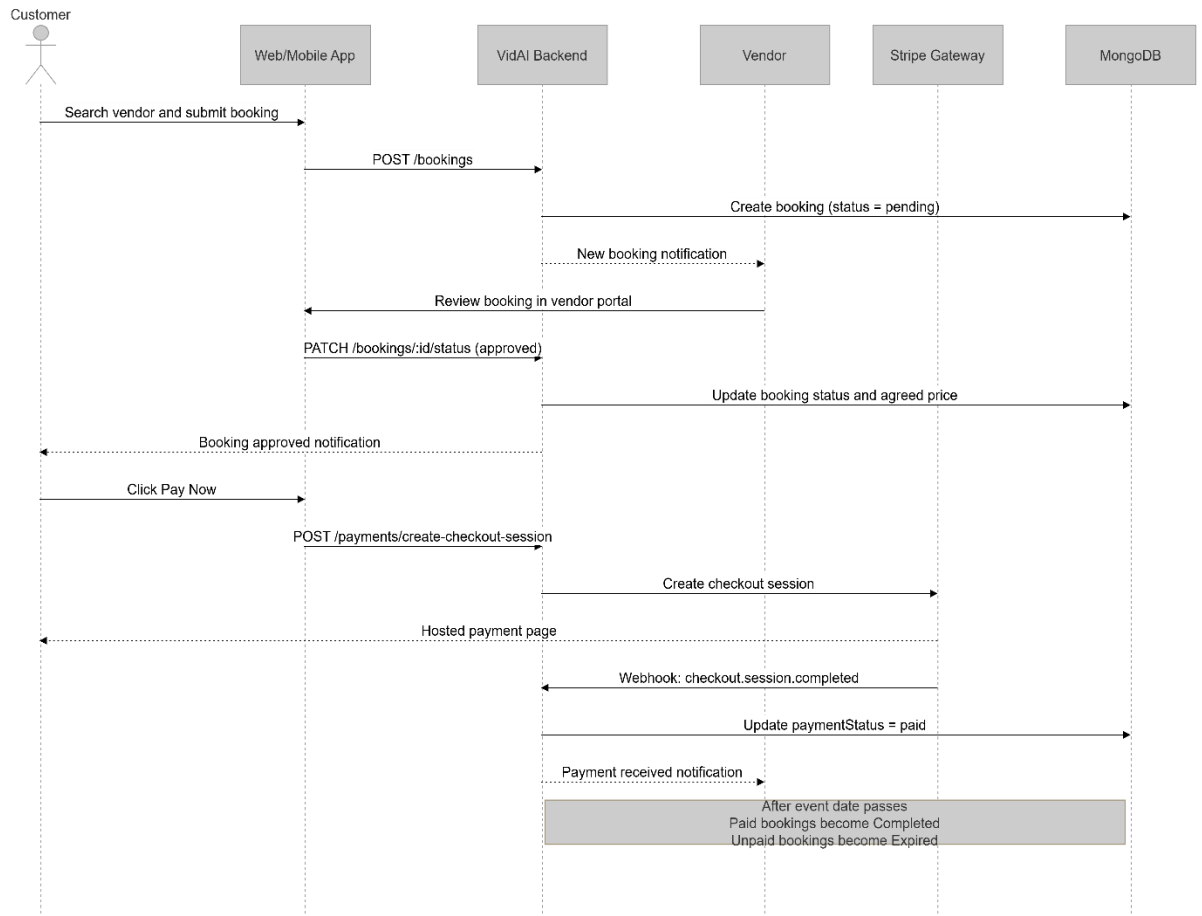 Customer
Web/Mobile App
VidAI Backend
Vendor
Stripe Gateway
MongoDB
Search vendor and submit booking
POST /bookings
Create booking (status = pending)
New booking notification
Review booking in vendor portal
PATCH /bookings/:id/status (approved)
Update booking status and agreed price
Booking approved notification
Click Pay Now
POST /payments/create-checkout-session
Create checkout session
Hosted payment page
Webhook: checkout.session.completed
Update paymentStatus = paid
Payment received notification
After event date passes
Paid bookings become Completed
Unpaid bookings become Expired